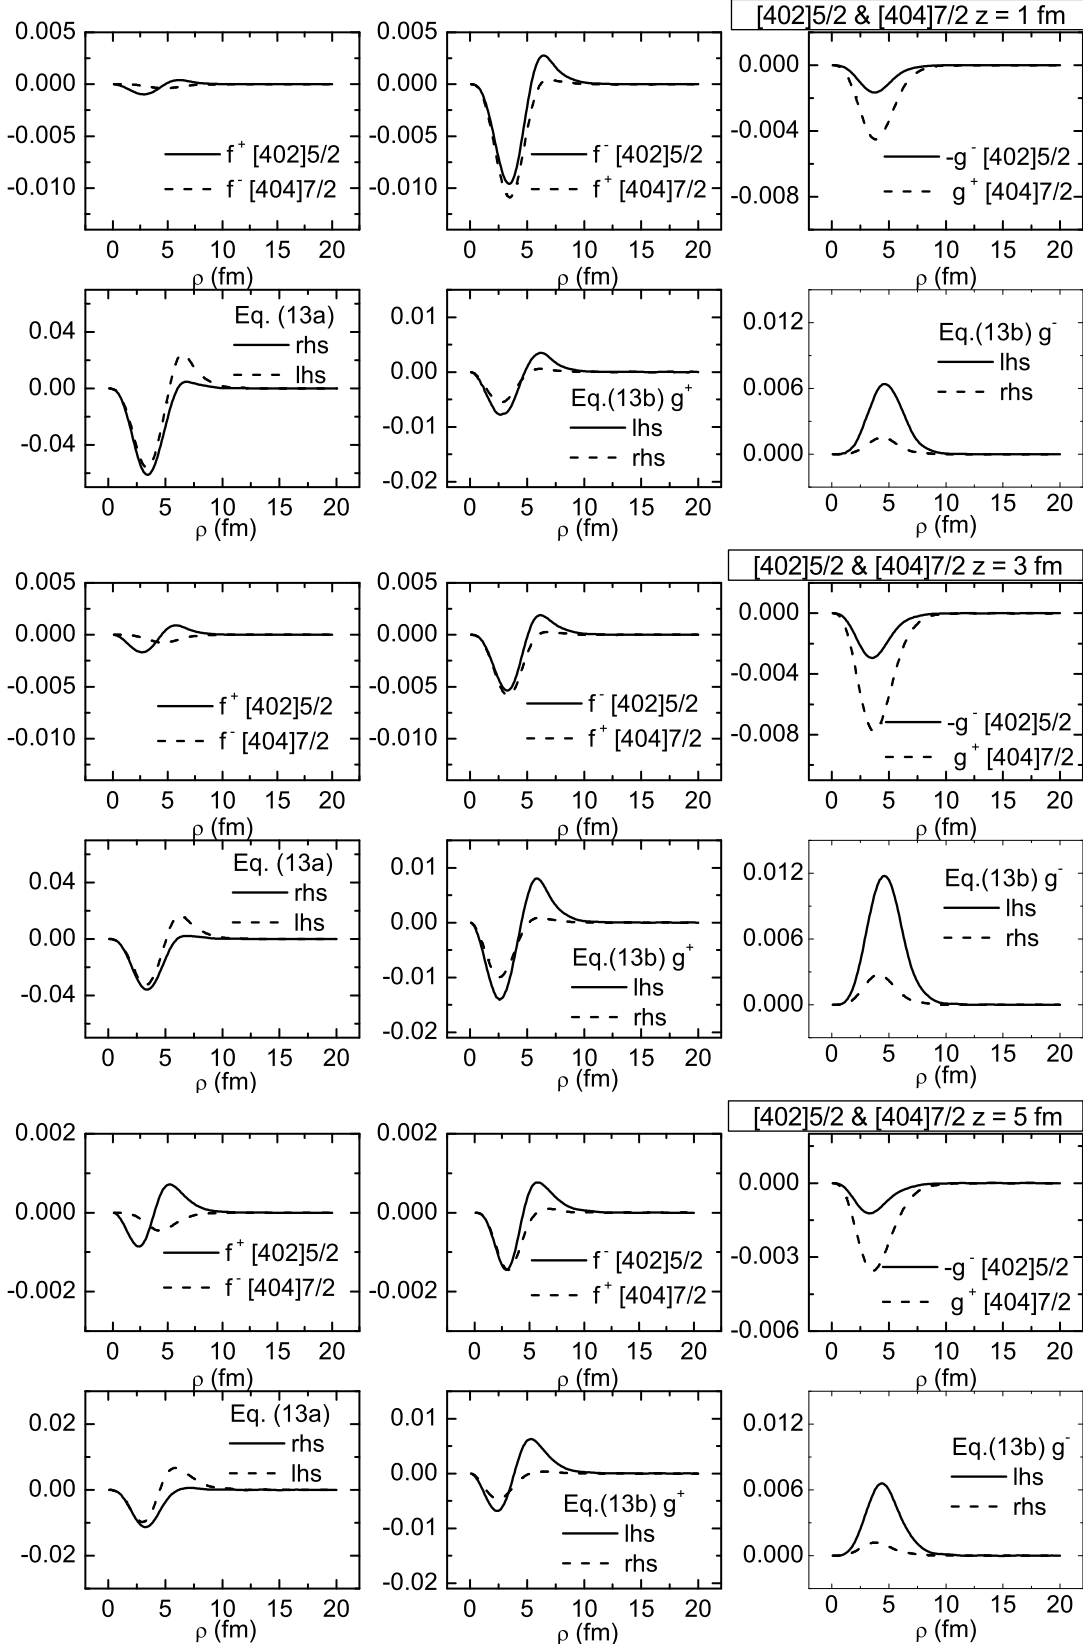 [402]5/2 & [404]7/2 z = 1 fm
0.005
0.000
-0.005
-0.010
f+ [402]5/2
f- [404]7/2
0 5 10 15 20
ρ (fm)
0.005
0.000
-0.005
-0.010
f- [402]5/2
f+ [404]7/2
0 5 10 15 20
ρ (fm)
0.000
-0.004
-0.008
-g- [402]5/2
g+ [404]7/2
0 5 10 15 20
ρ (fm)
0.04
0.00
-0.04
Eq. (13a)
rhs
lhs
0 5 10 15 20
ρ (fm)
0.01
0.00
-0.01
-0.02
Eq.(13b) g+
lhs
rhs
0 5 10 15 20
ρ (fm)
0.012
0.006
0.000
Eq.(13b) g-
lhs
rhs
0 5 10 15 20
ρ (fm)
[402]5/2 & [404]7/2 z = 3 fm
0.005
0.000
-0.005
-0.010
f+ [402]5/2
f- [404]7/2
0 5 10 15 20
ρ (fm)
0.005
0.000
-0.005
-0.010
f- [402]5/2
f+ [404]7/2
0 5 10 15 20
ρ (fm)
0.000
-0.004
-0.008
-g- [402]5/2
g+ [404]7/2
0 5 10 15 20
ρ (fm)
0.04
0.00
-0.04
Eq. (13a)
rhs
lhs
0 5 10 15 20
ρ (fm)
0.01
0.00
-0.01
-0.02
Eq.(13b) g+
lhs
rhs
0 5 10 15 20
ρ (fm)
0.012
0.006
0.000
Eq.(13b) g-
lhs
rhs
0 5 10 15 20
ρ (fm)
[402]5/2 & [404]7/2 z = 5 fm
0.002
0.000
-0.002
f+ [402]5/2
f- [404]7/2
0 5 10 15 20
ρ (fm)
0.002
0.000
-0.002
f- [402]5/2
f+ [404]7/2
0 5 10 15 20
ρ (fm)
0.000
-0.003
-0.006
-g- [402]5/2
g+ [404]7/2
0 5 10 15 20
ρ (fm)
0.02
0.00
-0.02
Eq. (13a)
rhs
lhs
0 5 10 15 20
ρ (fm)
0.01
0.00
-0.01
-0.02
Eq.(13b) g+
lhs
rhs
0 5 10 15 20
ρ (fm)
0.012
0.006
0.000
Eq.(13b) g-
lhs
rhs
0 5 10 15 20
ρ (fm)